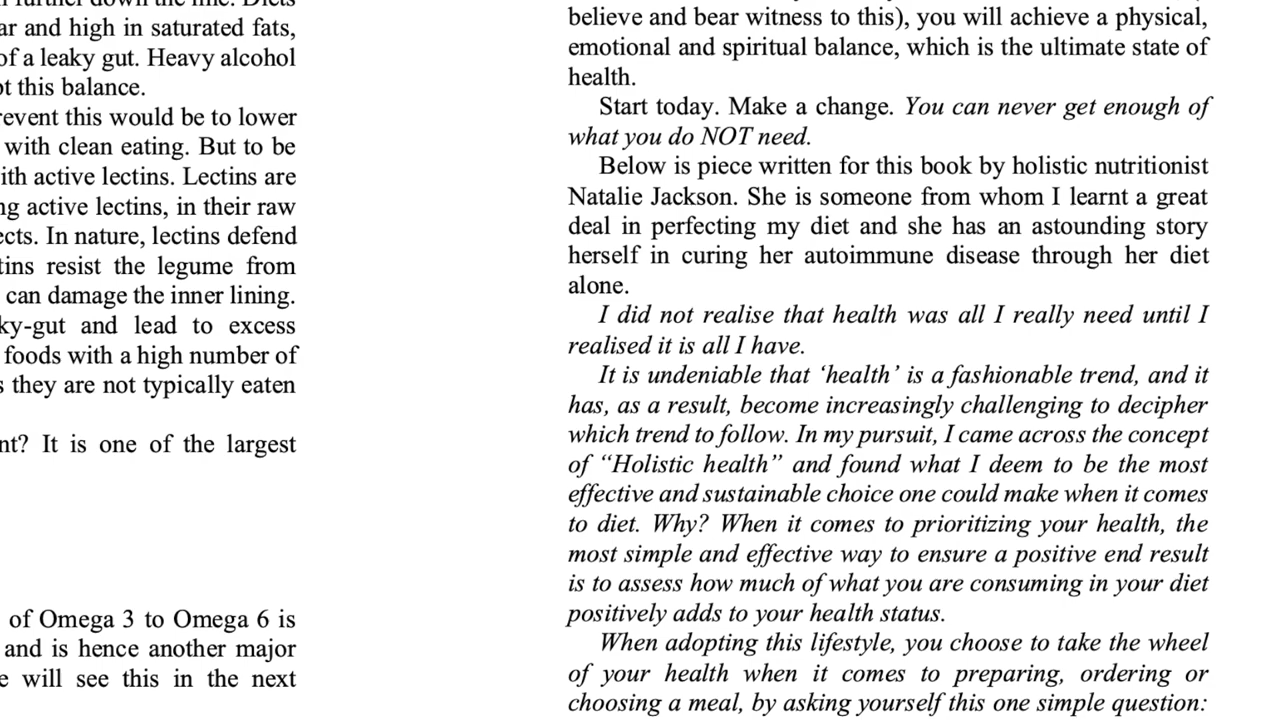 further down the line. Diets
ar and high in saturated fats,
of a leaky gut. Heavy alcohol
pt this balance.
revent this would be to lower
with clean eating. But to be
ith active lectins. Lectins are
ng active lectins, in their raw
ects. In nature, lectins defend
tins resist the legume from
can damage the inner lining.
ky-gut and lead to excess
foods with a high number of
s they are not typically eaten
nt? It is one of the largest
of Omega 3 to Omega 6 is
and is hence another major
e will see this in the next
believe and bear witness to this), you will achieve a physical,
emotional and spiritual balance, which is the ultimate state of
health.
Start today. Make a change. You can never get enough of
what you do NOT need.
Below is piece written for this book by holistic nutritionist
Natalie Jackson. She is someone from whom I learnt a great
deal in perfecting my diet and she has an astounding story
herself in curing her autoimmune disease through her diet
alone.
I did not realise that health was all I really need until I
realised it is all I have.
It is undeniable that ‘health’ is a fashionable trend, and it
has, as a result, become increasingly challenging to decipher
which trend to follow. In my pursuit, I came across the concept
of “Holistic health” and found what I deem to be the most
effective and sustainable choice one could make when it comes
to diet. Why? When it comes to prioritizing your health, the
most simple and effective way to ensure a positive end result
is to assess how much of what you are consuming in your diet
positively adds to your health status.
When adopting this lifestyle, you choose to take the wheel
of your health when it comes to preparing, ordering or
choosing a meal, by asking yourself this one simple question: